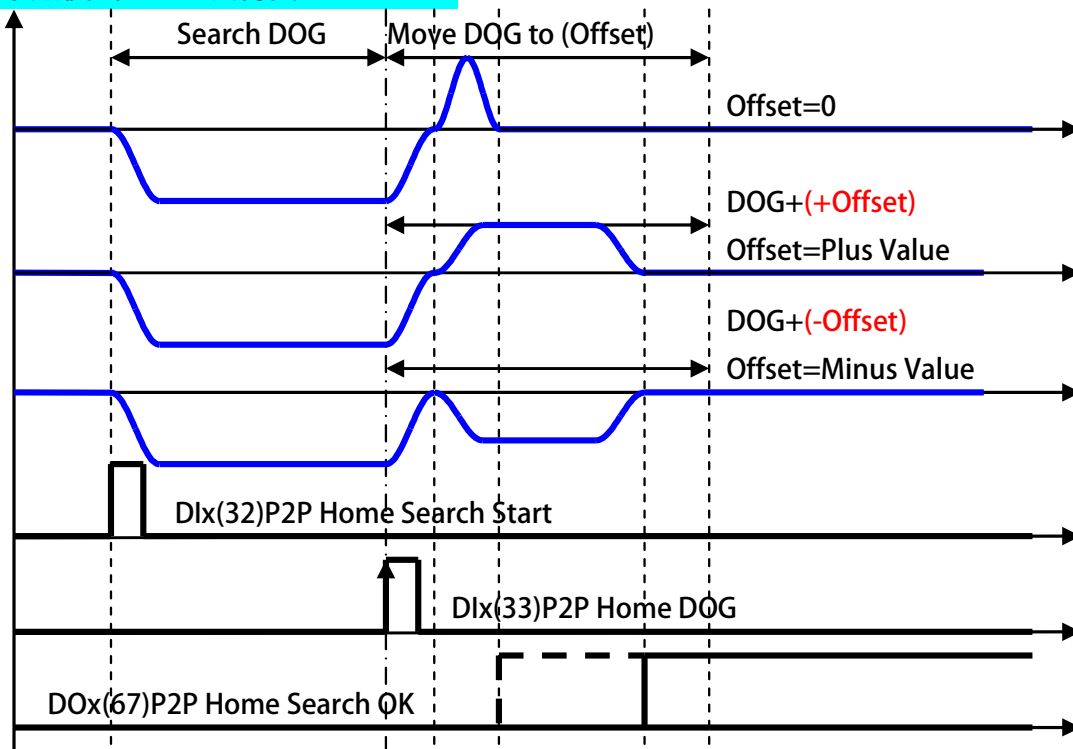 Search DOG
Move DOG to (Offset)
Offset=0
DOG+(+Offset)
Offset=Plus Value
DOG+(-Offset)
Offset=Minus Value
DIx(32)P2P Home Search Start
DIx(33)P2P Home DOG
DOx(67)P2P Home Search OK